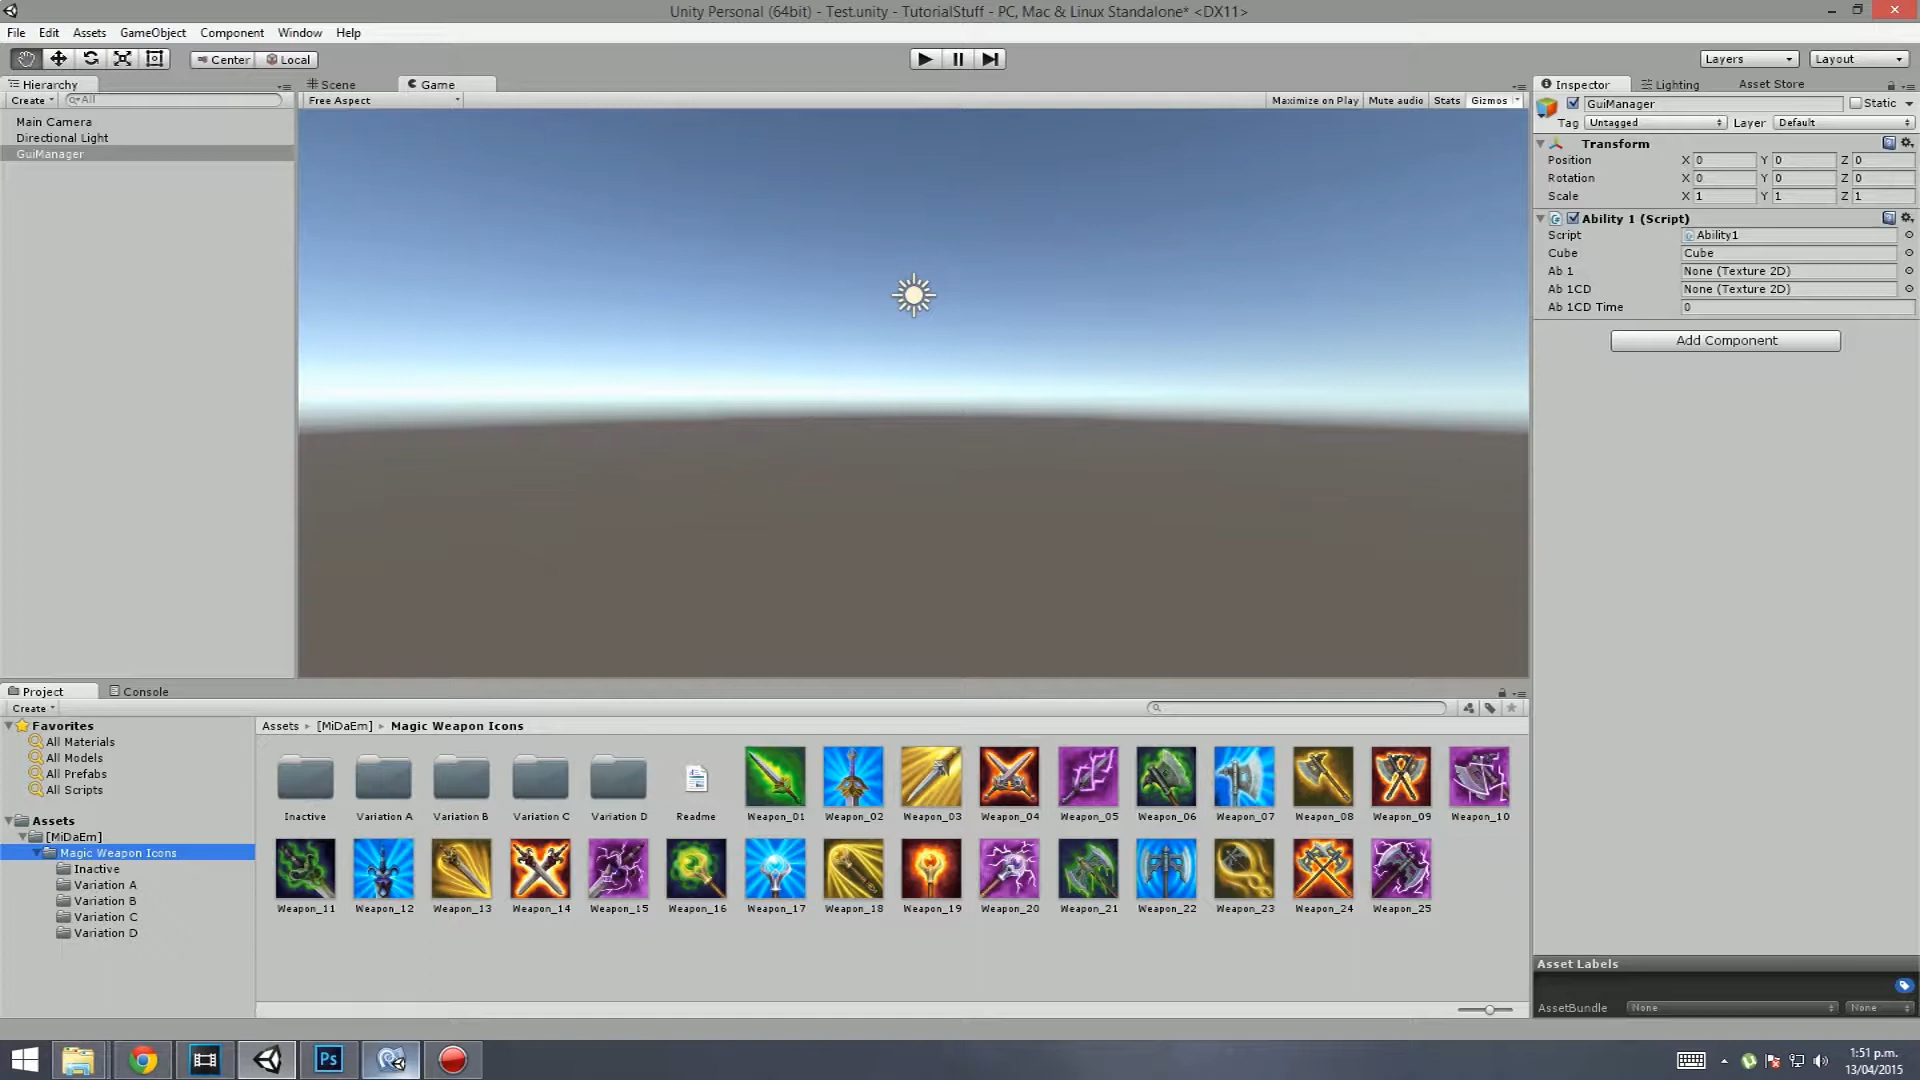 Unity Personal (64bit) - Test.unity - TutorialStuff - PC, Mac & Linux Standalone* <DX11>
File Edit Assets GameObject Component Window Help
Center Local Layers Layout
Hierarchy Scene Game Inspector Lighting Asset Store
Create All Free Aspect Maximize on Play Mute audio Stats Gizmos GuiManager Static
Main Camera
Directional Light
GuiManager
Tag Untagged Layer Default
Transform
Position X 0 Y 0 Z 0
Rotation X 0 Y 0 Z 0
Scale X 1 Y 1 Z 1
Ability 1 (Script)
Script Ability1
Cube Cube
Ab 1 None (Texture 2D)
Ab 1CD None (Texture 2D)
Ab 1CD Time 0
Add Component
Project Console
Create
Favorites
All Materials
All Models
All Prefabs
All Scripts
Assets
[MiDaEm]
Magic Weapon Icons
Inactive
Variation A
Variation B
Variation C
Variation D
Assets [MiDaEm] Magic Weapon Icons
Inactive Variation A Variation B Variation C Variation D Readme Weapon_01 Weapon_02 Weapon_03 Weapon_04 Weapon_05 Weapon_06 Weapon_07 Weapon_08 Weapon_09 Weapon_10
Weapon_11 Weapon_12 Weapon_13 Weapon_14 Weapon_15 Weapon_16 Weapon_17 Weapon_18 Weapon_19 Weapon_20 Weapon_21 Weapon_22 Weapon_23 Weapon_24 Weapon_25
Asset Labels
AssetBundle None None
Ps
1:51 p.m.
13/04/2015